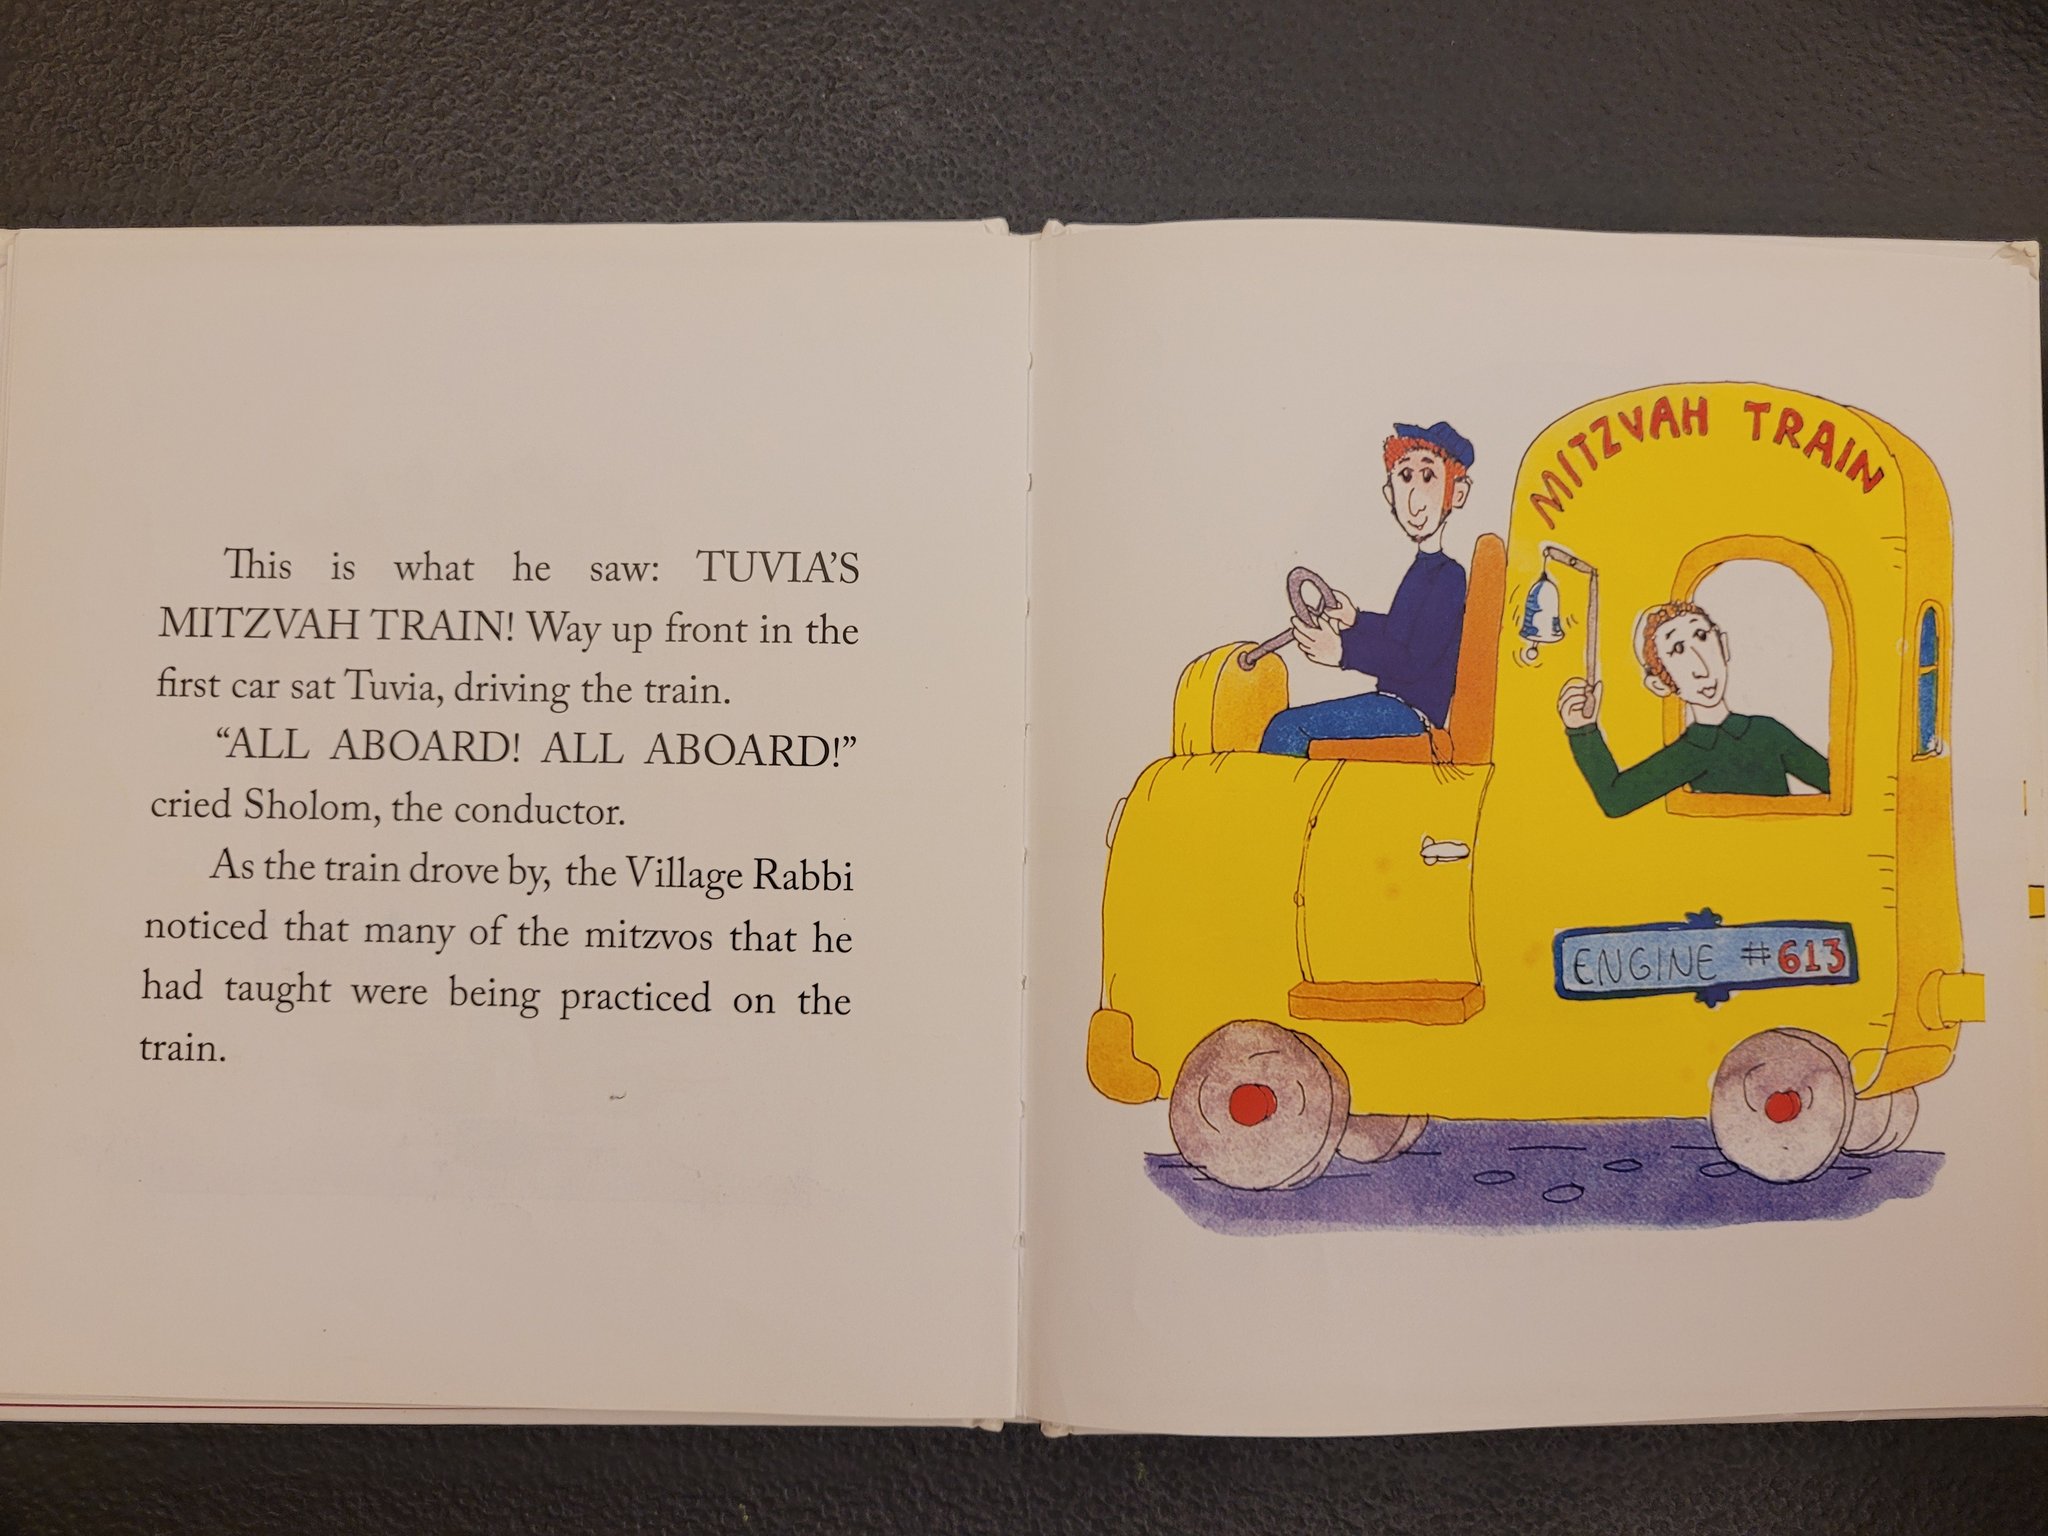 This is what he saw: TUVIA'S
MITZVAH TRAIN! Way up front in the
first car sat Tuvia, driving the train.
“ALL ABOARD! ALL ABOARD!”
cried Sholom, the conductor.
As the train drove by, the Village Rabbi
noticed that many of the mitzvos that he
had taught were being practiced on the
train.
MITZVAH TRAIN
ENGINE #613